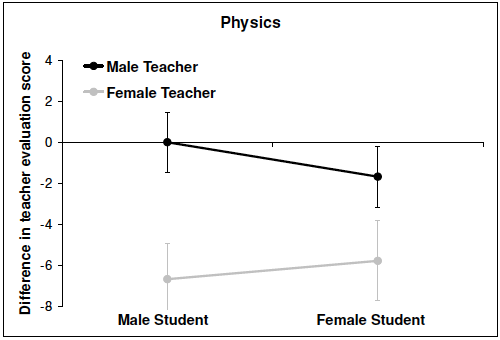 Physics
Difference in teacher evaluation score
4
2
0
-2
-4
-6
-8
Male Teacher
Female Teacher
Male Student
Female Student